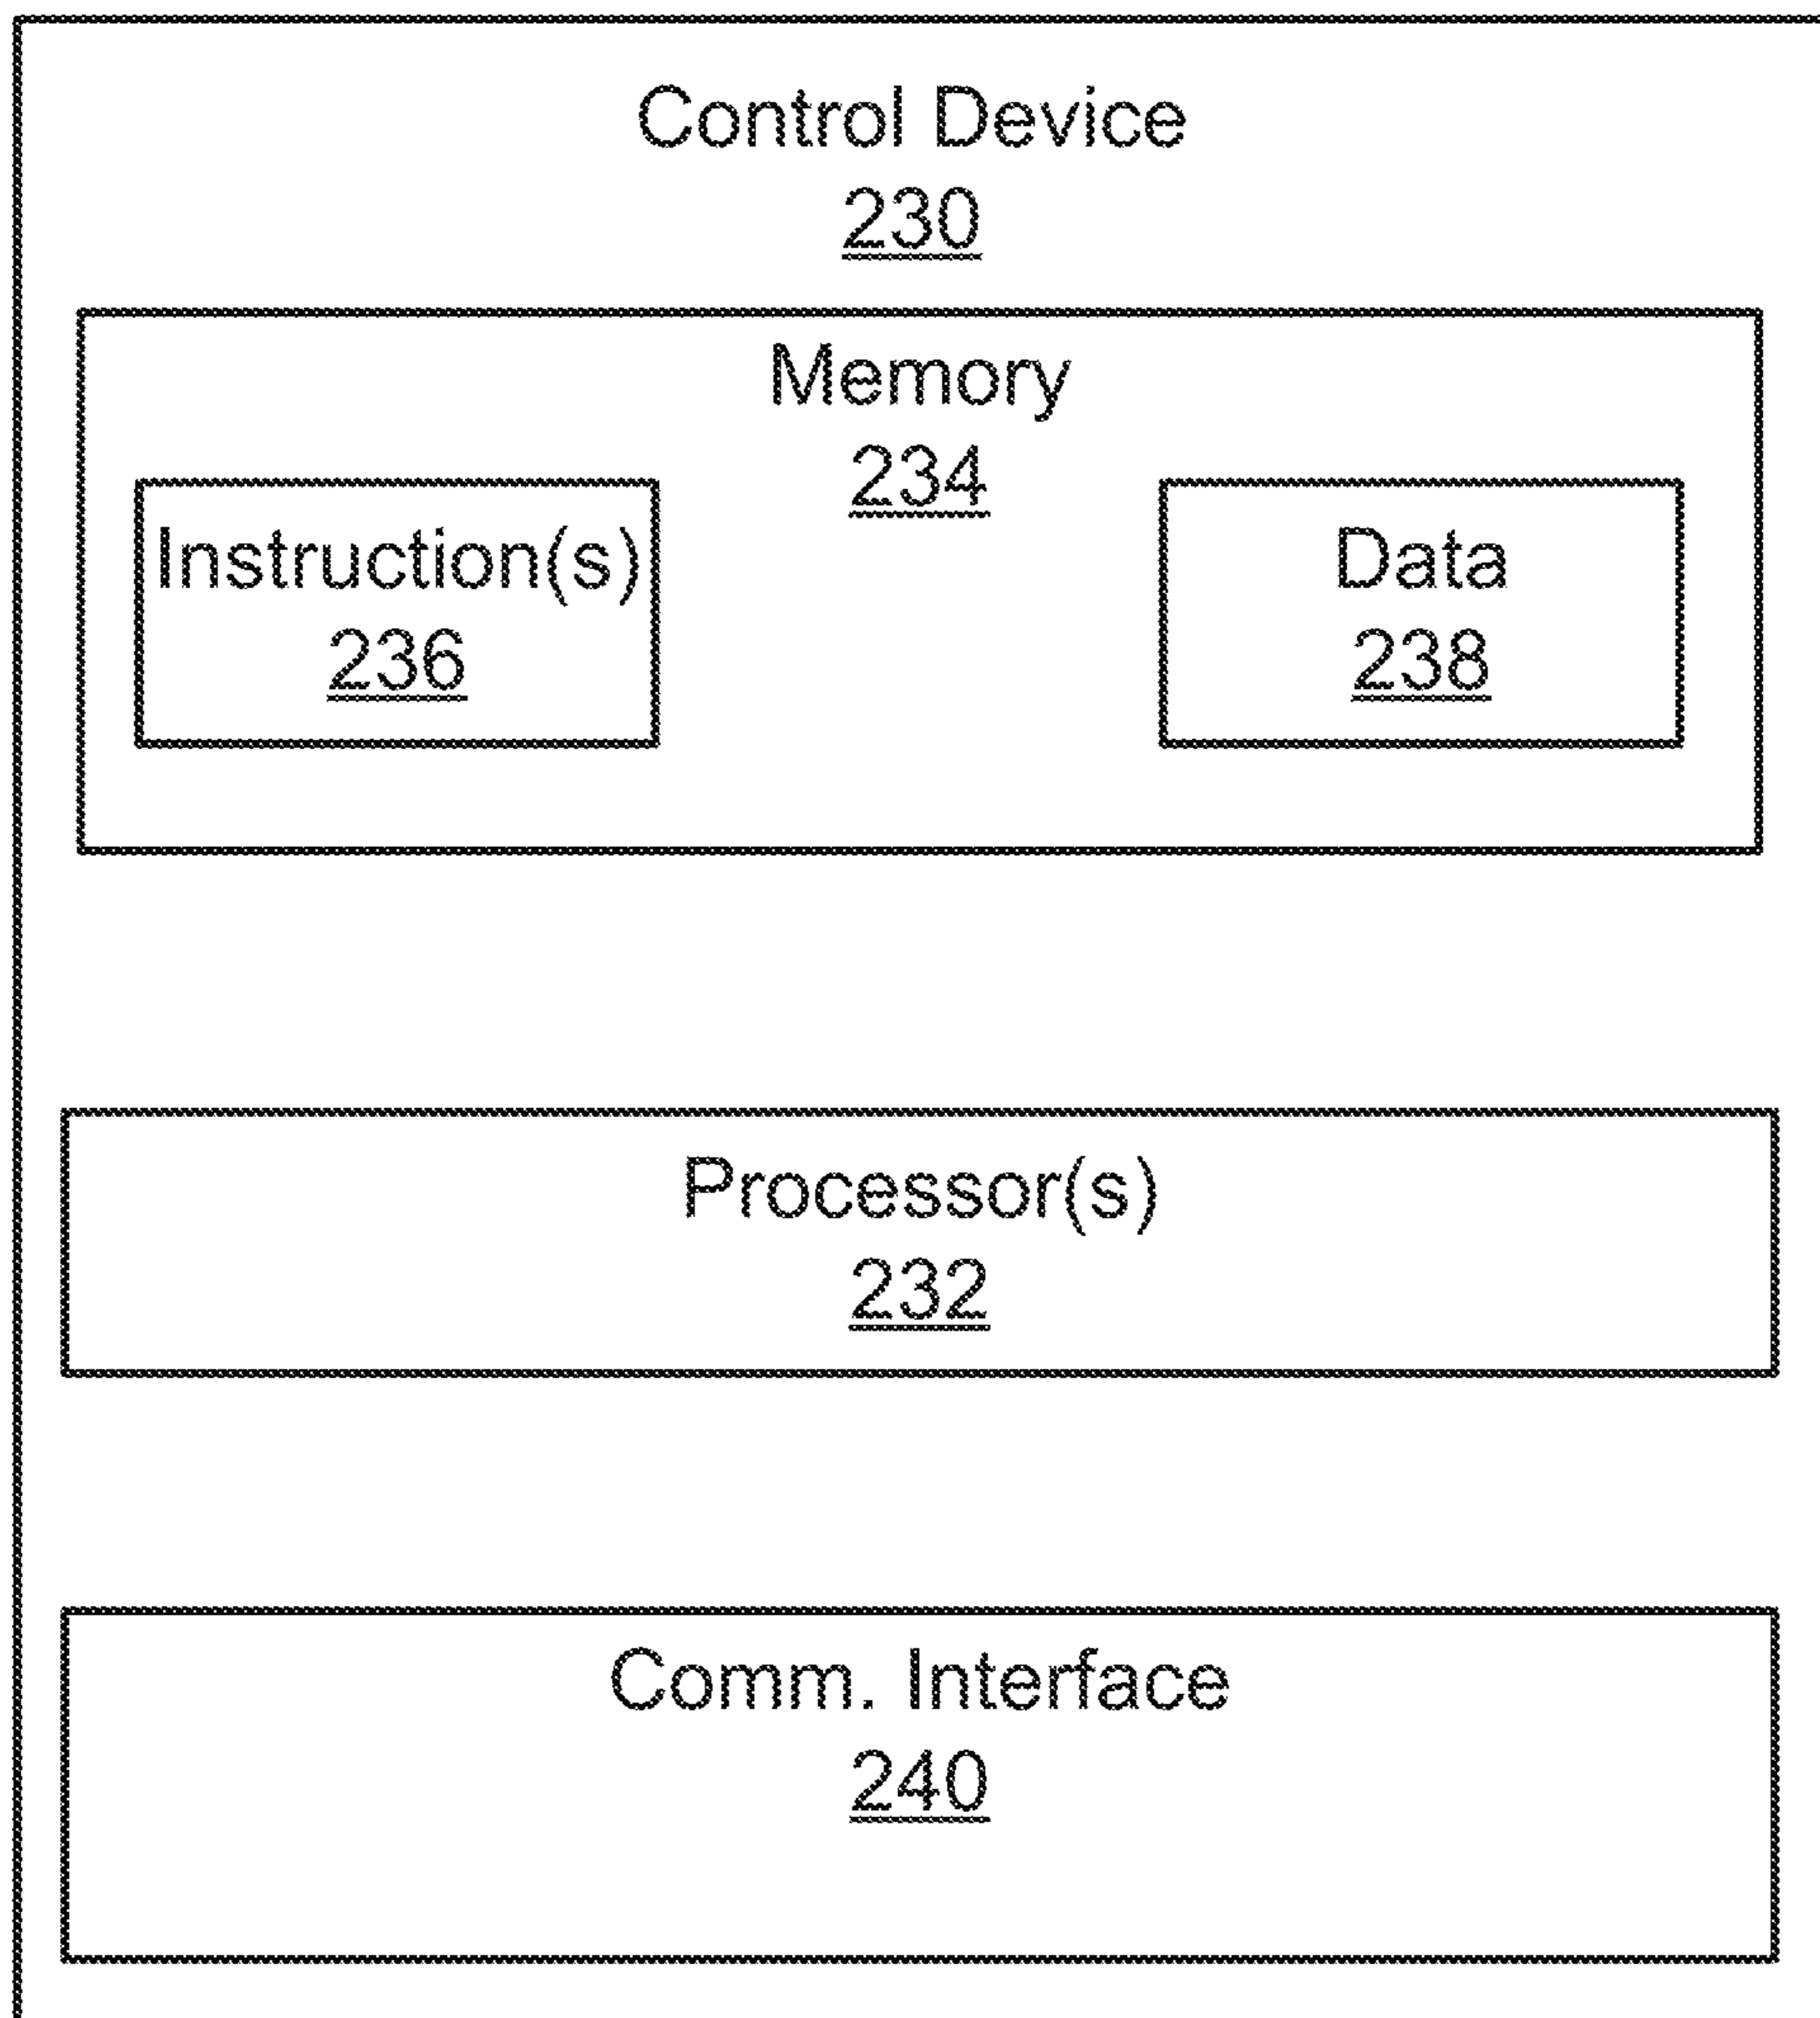 Control Device
230
Memory
234
Instruction(s)
236
Data
238
Processor(s)
232
Comm. Interface
240